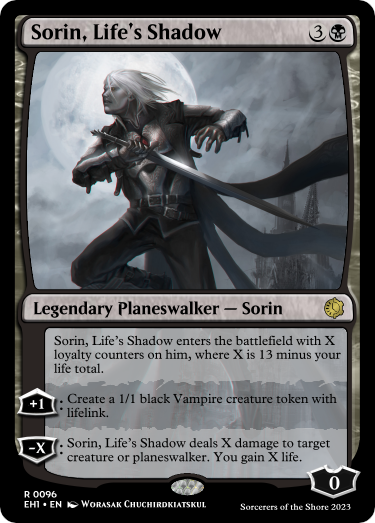 Sorin, Life's Shadow 3
Legendary Planeswalker — Sorin
Sorin, Life's Shadow enters the battlefield with X
loyalty counters on him, where X is 13 minus your
life total.
+1: Create a 1/1 black Vampire creature token with
lifelink.
-X: Sorin, Life's Shadow deals X damage to target
creature or planeswalker. You gain X life.
0
R 0096
EH1 • EN Worasak Chuchirdkiatskul
Sorcerers of the Shore 2023